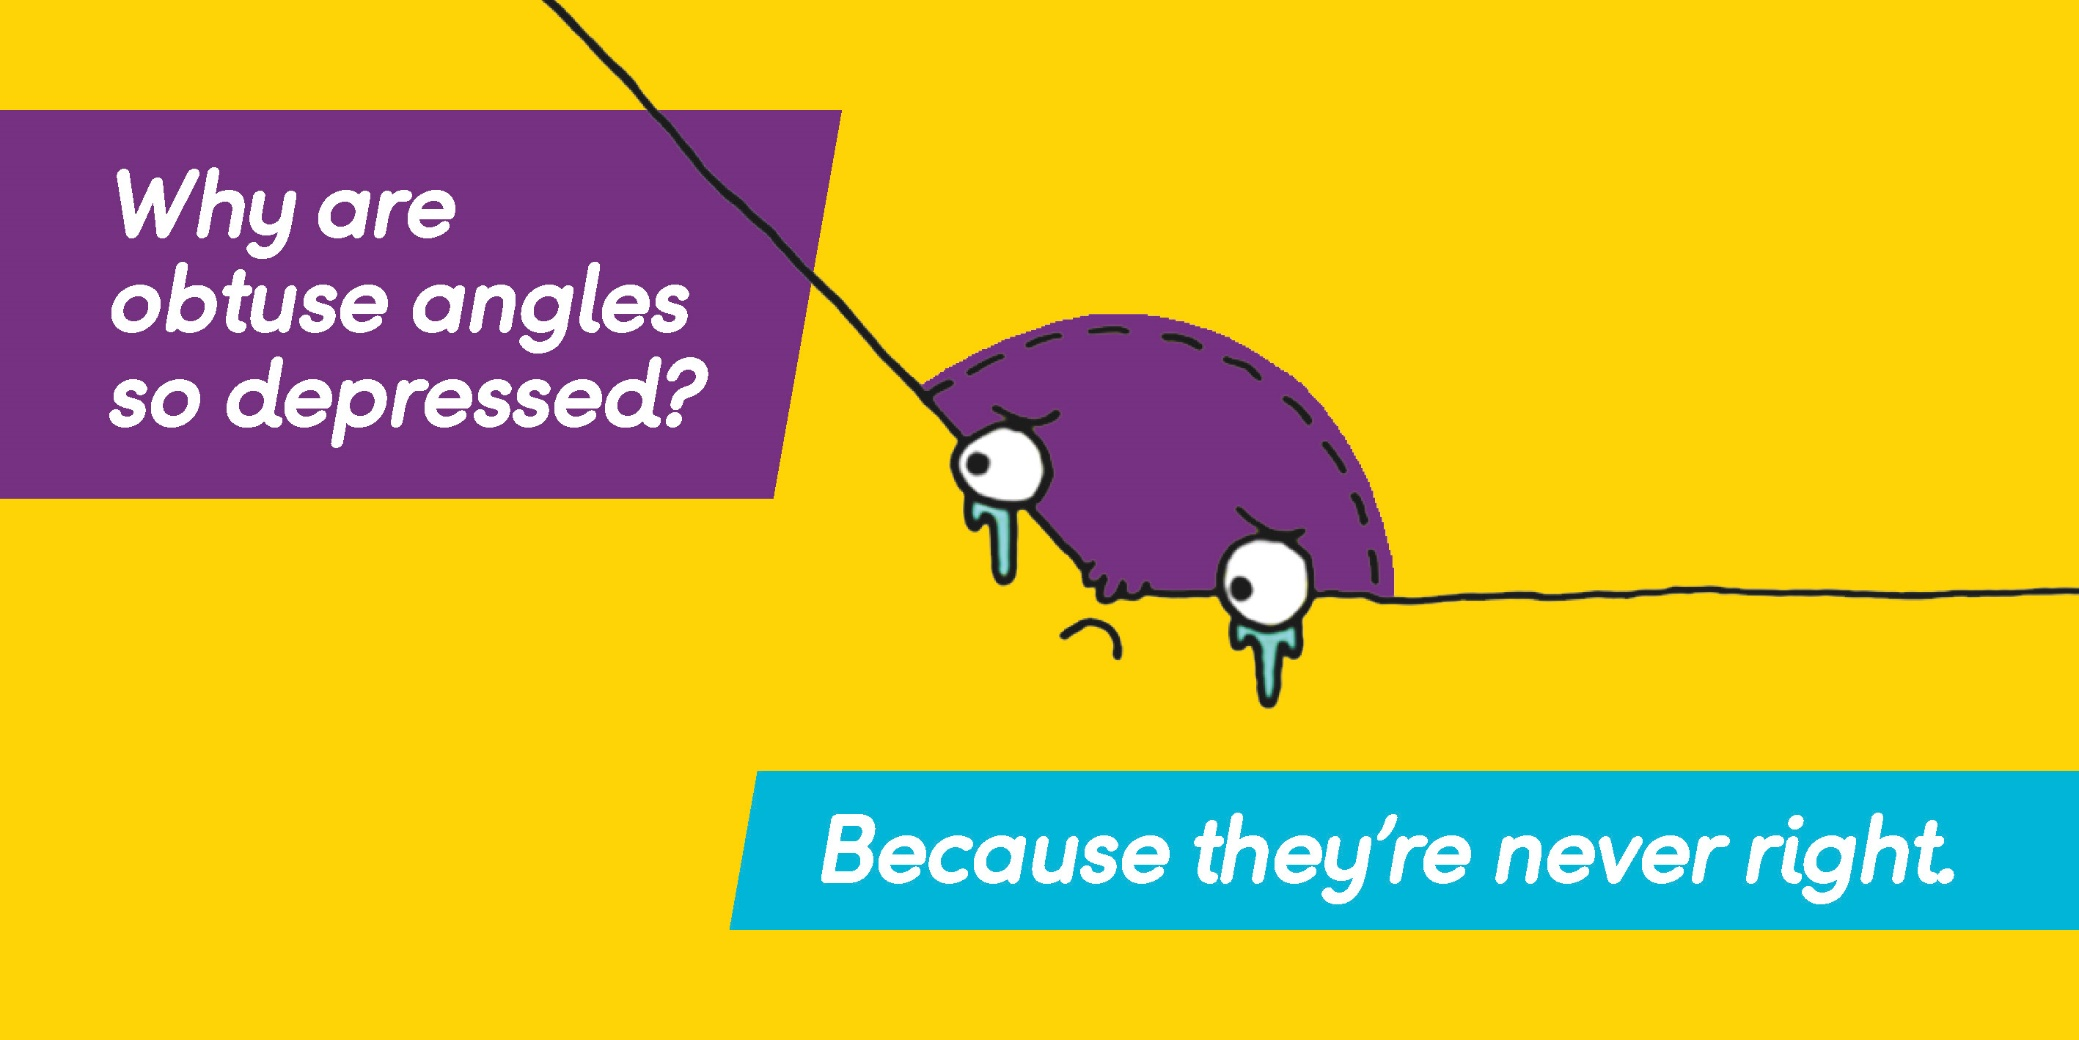 Why are
obtuse angles
so depressed?
Because they’re never right.